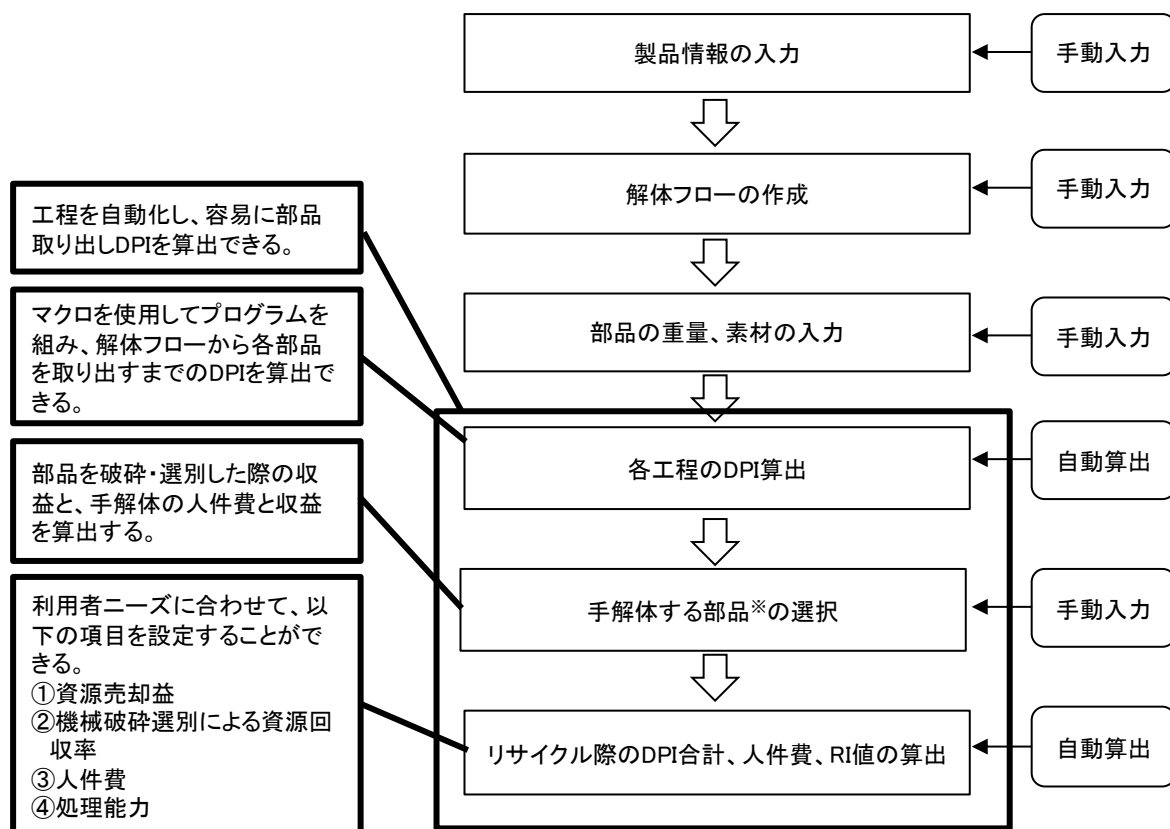 製品情報の入力
手動入力
解体フローの作成
手動入力
工程を自動化し、容易に部品
取り出しDPIを算出できる。
マクロを使用してプログラムを
組み、解体フローから各部品
を取り出すまでのDPIを算出で
きる。
部品の重量、素材の入力
手動入力
各工程のDPI算出
自動算出
部品を破砕・選別した際の収
益と、手解体の人件費と収益
を算出する。
手解体する部品※の選択
手動入力
利用者ニーズに合わせて、以
下の項目を設定することがで
きる。
①資源売却益
②機械破砕選別による資源回
収率
③人件費
④処理能力
リサイクル際のDPI合計、人件費、RI値の算出
自動算出